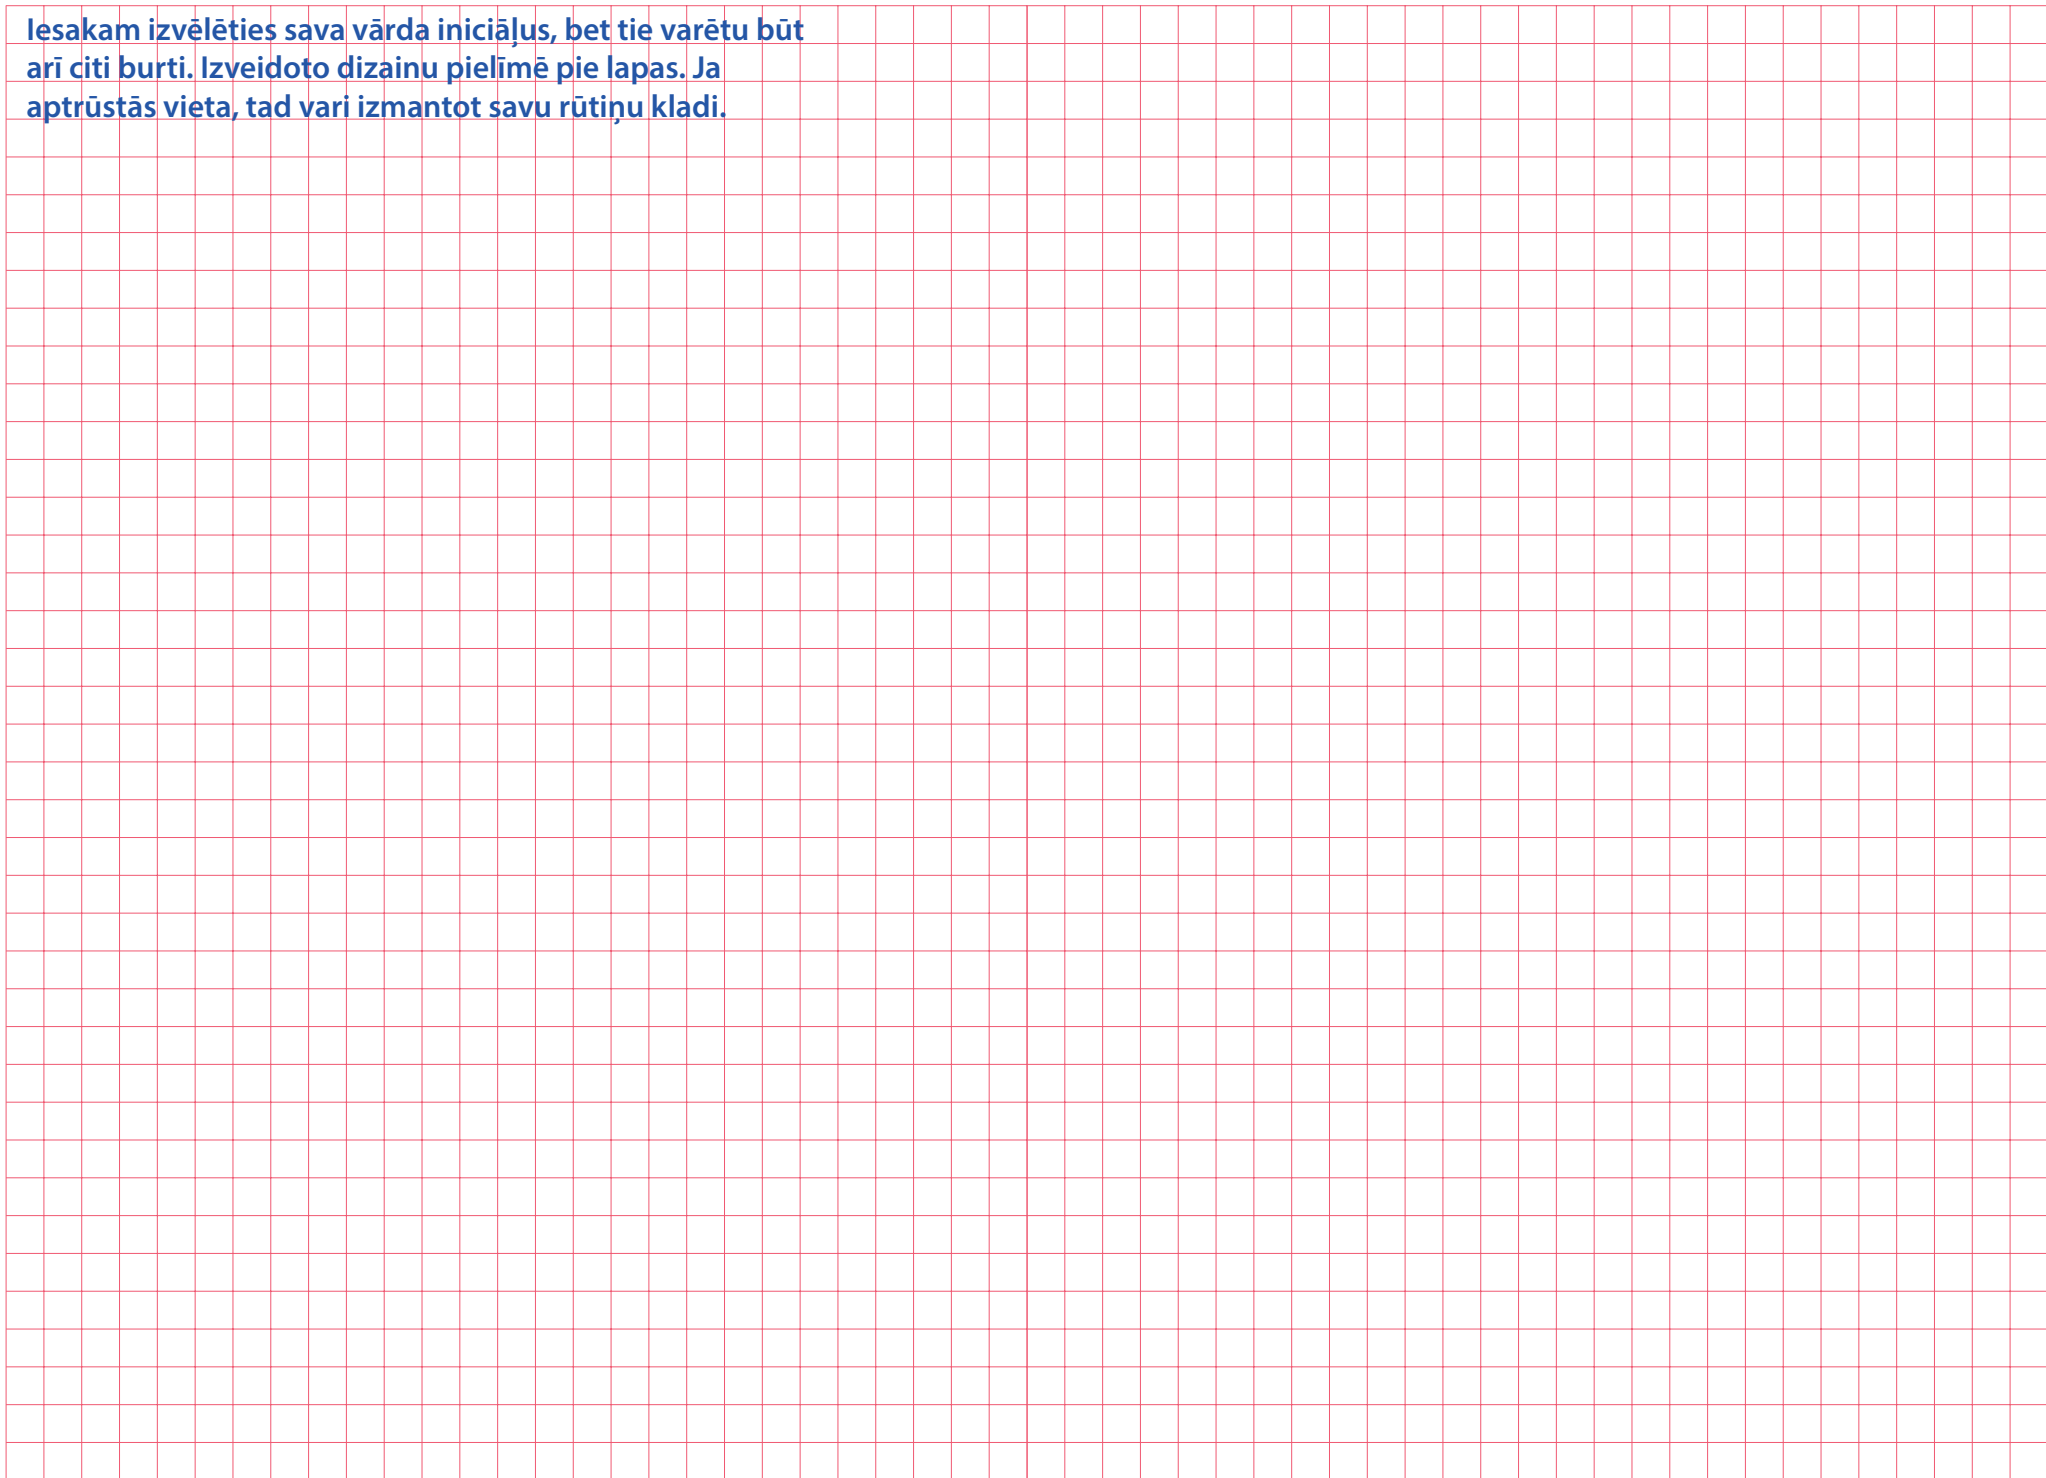 Iesakam izvēlēties sava vārda iniciāļus, bet tie varētu būt
arī citi burti. Izveidoto dizainu pielīmē pie lapas. Ja
aptrūstās vieta, tad vari izmantot savu rūtiņu kladi.